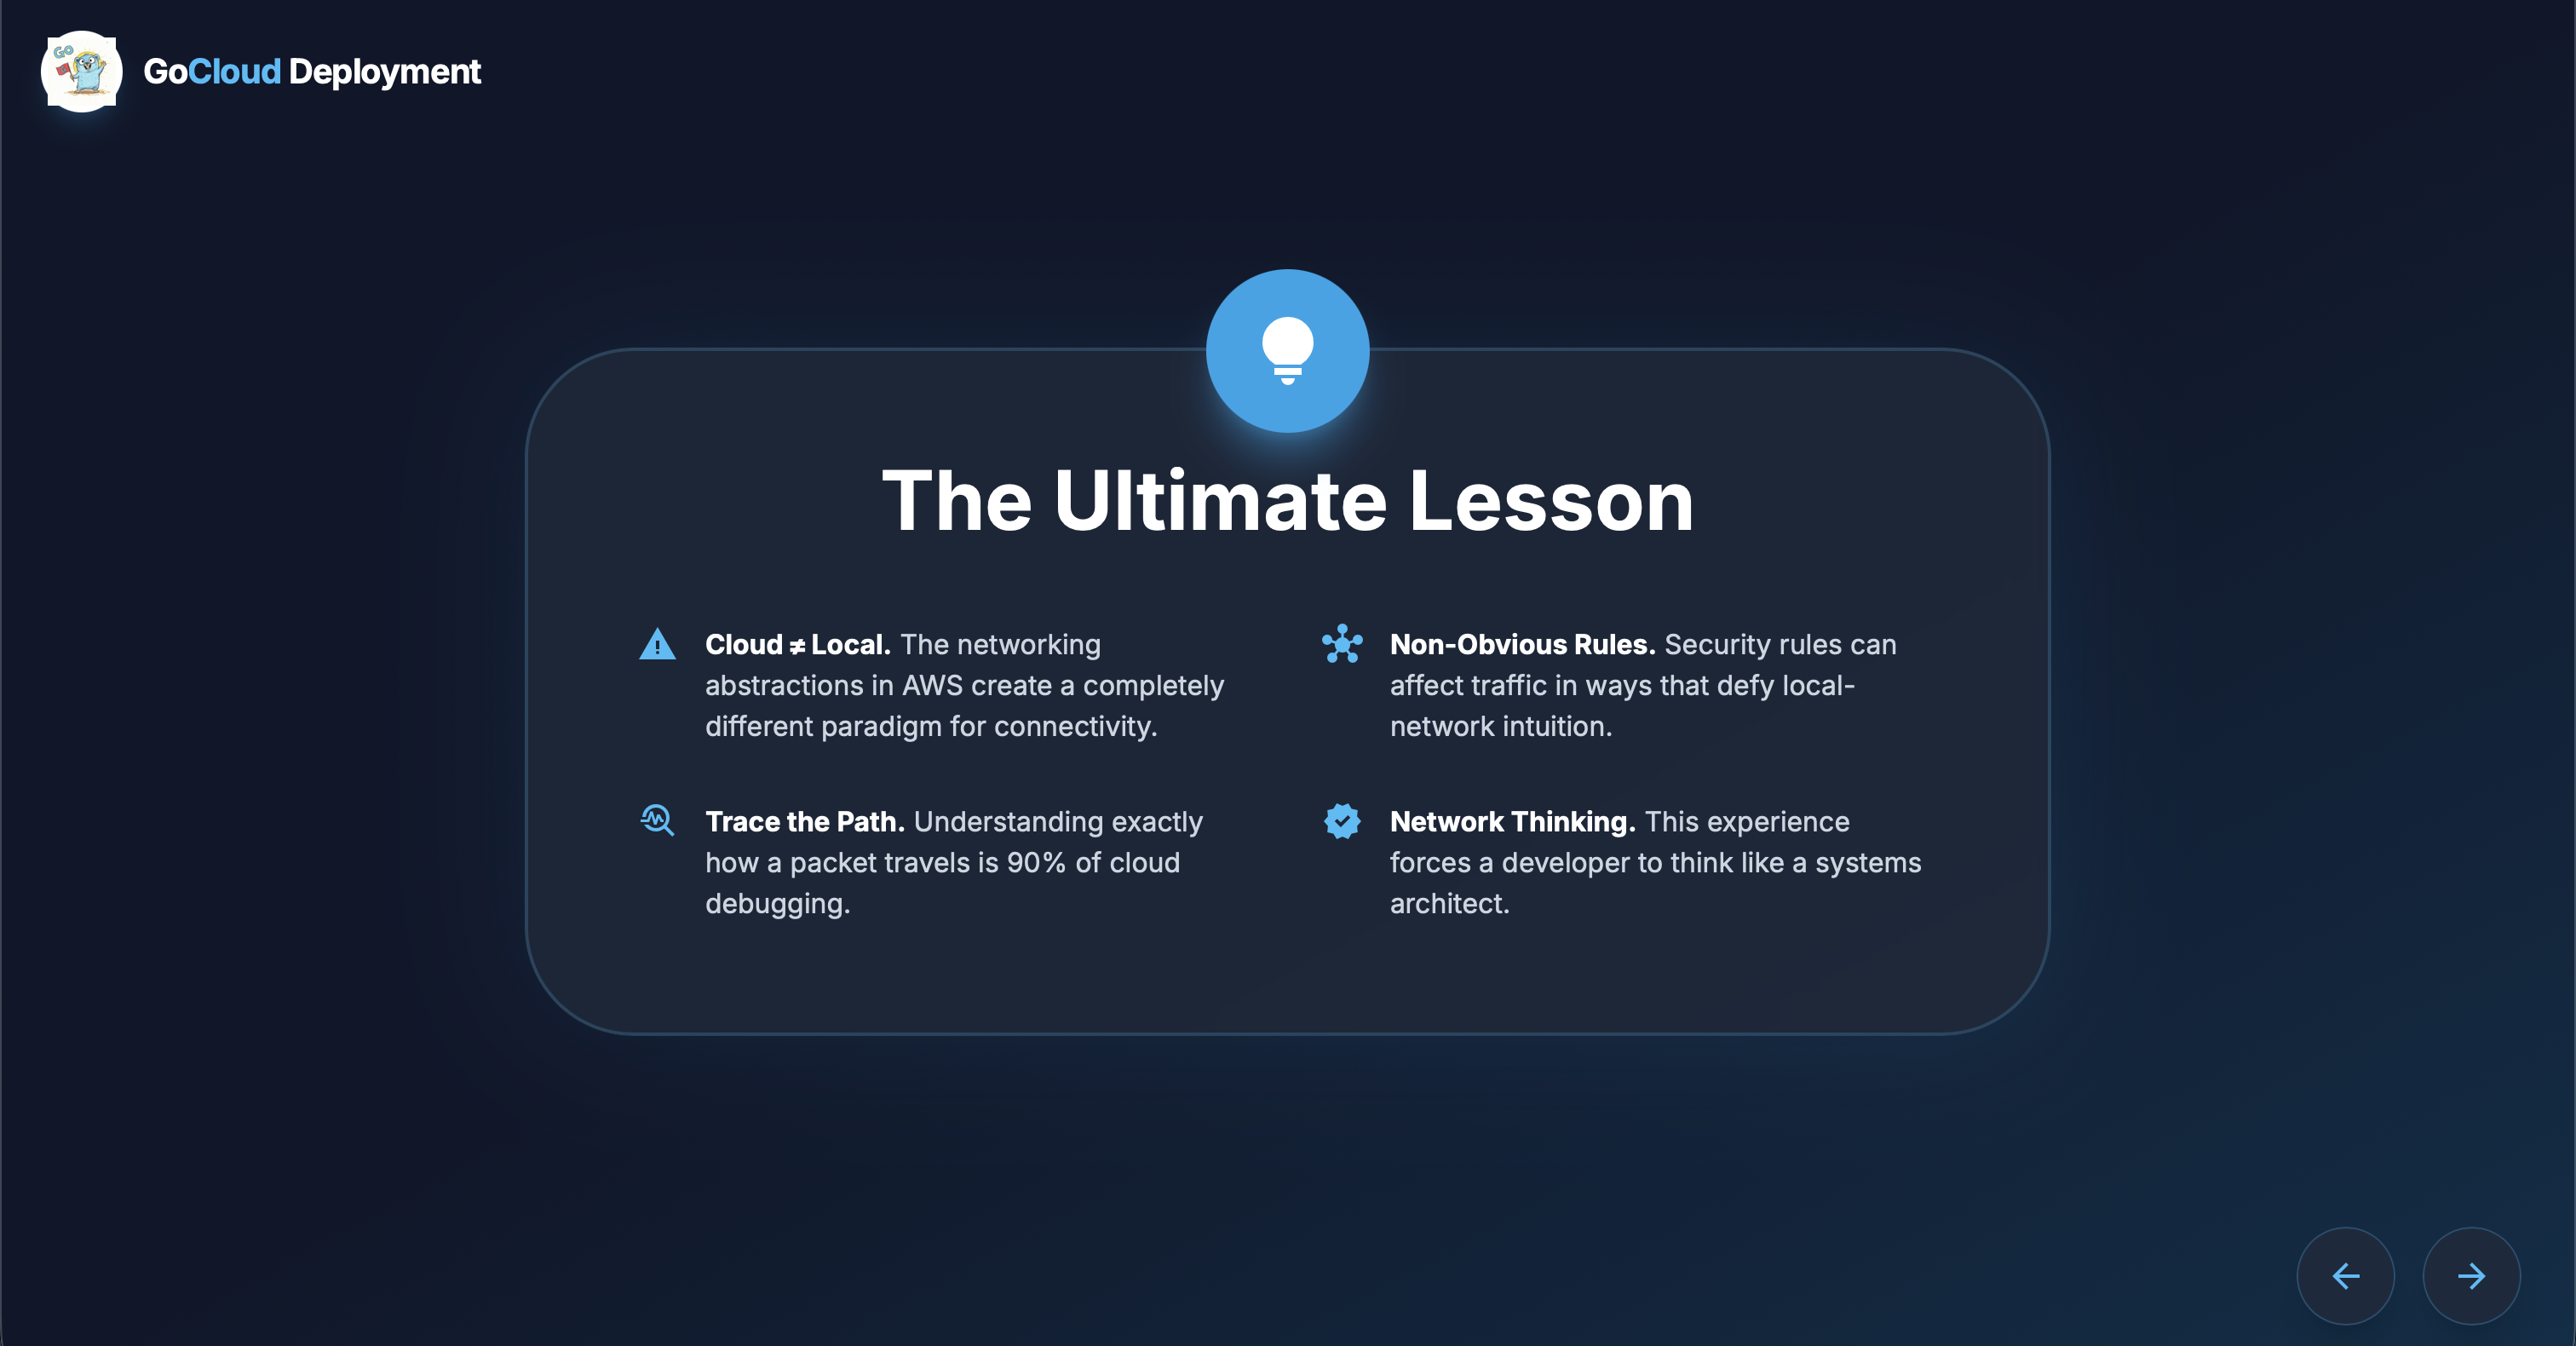 GO
GoCloud Deployment
The Ultimate Lesson
Cloud ≠ Local. The networking
abstractions in AWS create a completely
different paradigm for connectivity.
Non-Obvious Rules. Security rules can
affect traffic in ways that defy local-
network intuition.
Trace the Path. Understanding exactly
how a packet travels is 90% of cloud
debugging.
Network Thinking. This experience
forces a developer to think like a systems
architect.